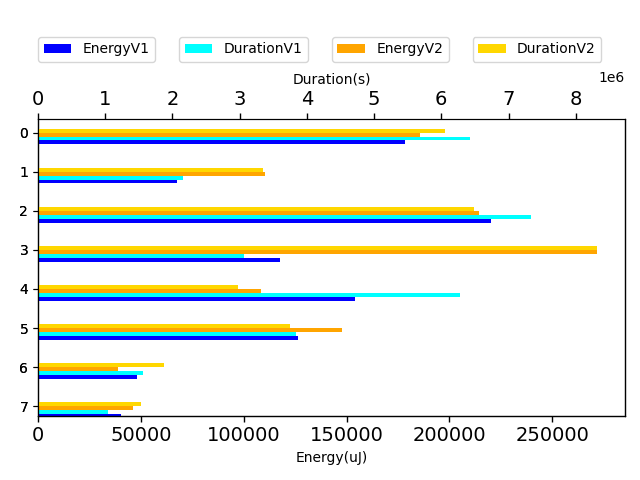 EnergyV1 DurationV1 EnergyV2 DurationV2
Duration(s)
1e6
0 1 2 3 4 5 6 7 8
0
1
2
3
4
5
6
7
0 50000 100000 150000 200000 250000
Energy(uJ)